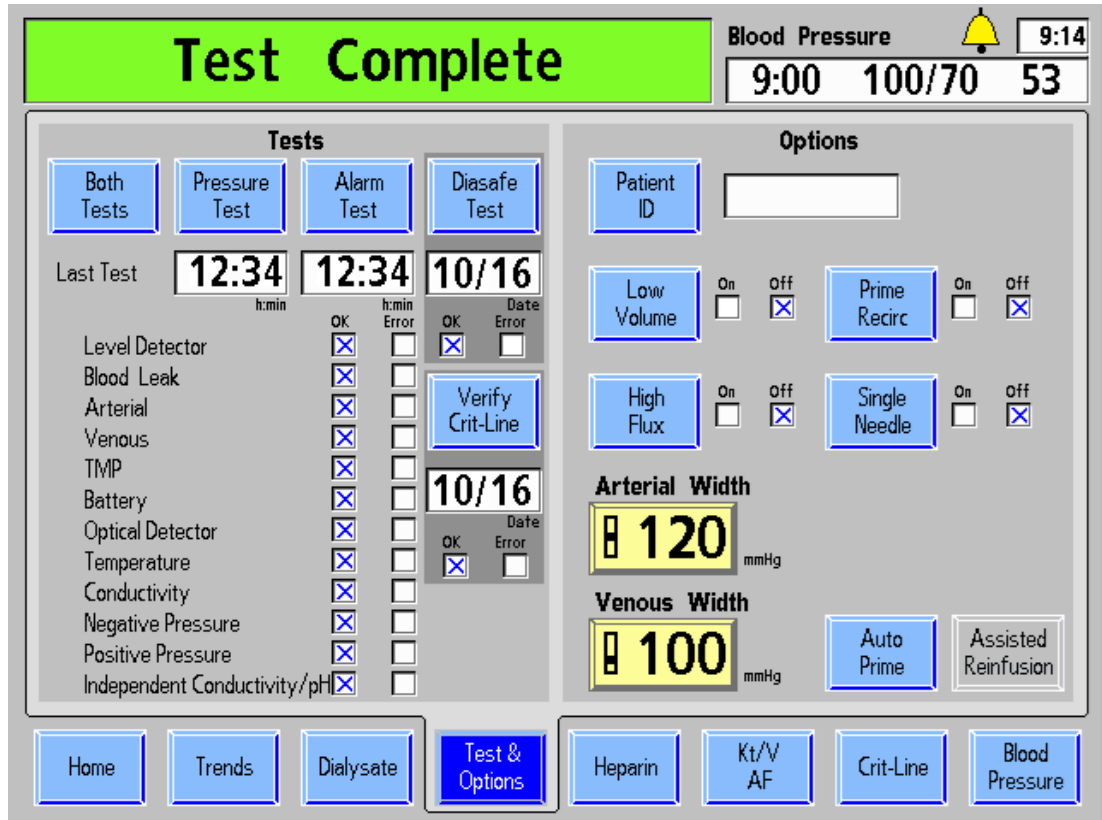 Test Complete
Blood Pressure
9:14
9:00 100/70 53
Tests
Both
Tests
Pressure
Test
Alarm
Test
Diasafe
Test
Last Test
12:34
h:min
12:34
h:min
10/16
Date
OK Error
OK Error
Level Detector
Blood Leak
Arterial
Venous
TMP
Battery
Optical Detector
Temperature
Conductivity
Negative Pressure
Positive Pressure
Independent Conductivity/pH
Verify
Crit-Line
10/16
Date
OK Error
Options
Patient
ID
Low
Volume
On Off
Prime
Recirc
On Off
High
Flux
On Off
Single
Needle
On Off
Arterial Width
120 mmHg
Venous Width
100 mmHg
Auto
Prime
Assisted
Reinfusion
Home
Trends
Dialysate
Test &
Options
Heparin
Kt/V
AF
Crit-Line
Blood
Pressure